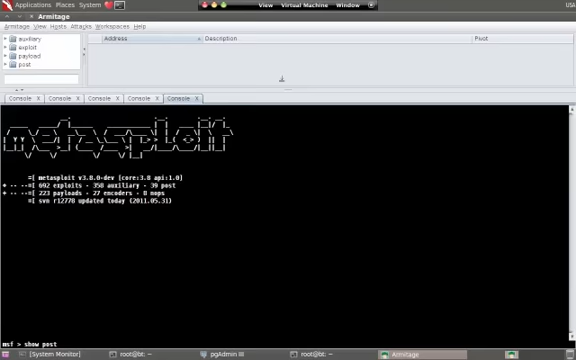 Applications Places System View Virtual Machine Window USA
Armitage
Armitage View Hosts Attacks Workspaces Help
auxiliary
exploit
payload
post
Address Description Pivot
Console X Console X Console X Console X Console X
metasploit
=[ metasploit v3.8.0-dev [core:3.8 api:1.0]
+ -- --=[ 692 exploits - 358 auxiliary - 39 post
+ -- --=[ 223 payloads - 27 encoders - 8 nops
=[ svn r12778 updated today (2011.05.31)
msf > show post
[System Monitor] root@bt: ~ pgAdmin III root@bt: ~ Armitage